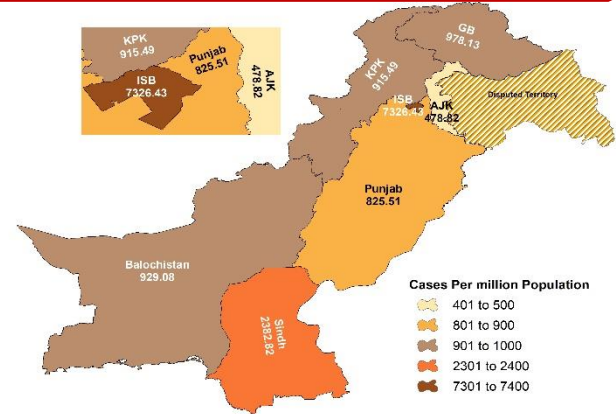 KPK
915.49
Punjab
825.51
ISB
7326.43
AJK
478.82
GB
978.13
KPK
915.49
ISB
7326.43
AJK
478.82
Disputed Territory
Punjab
825.51
Balochistan
929.08
Sindh
2382.82
Cases Per million Population
401 to 500
801 to 900
901 to 1000
2301 to 2400
7301 to 7400